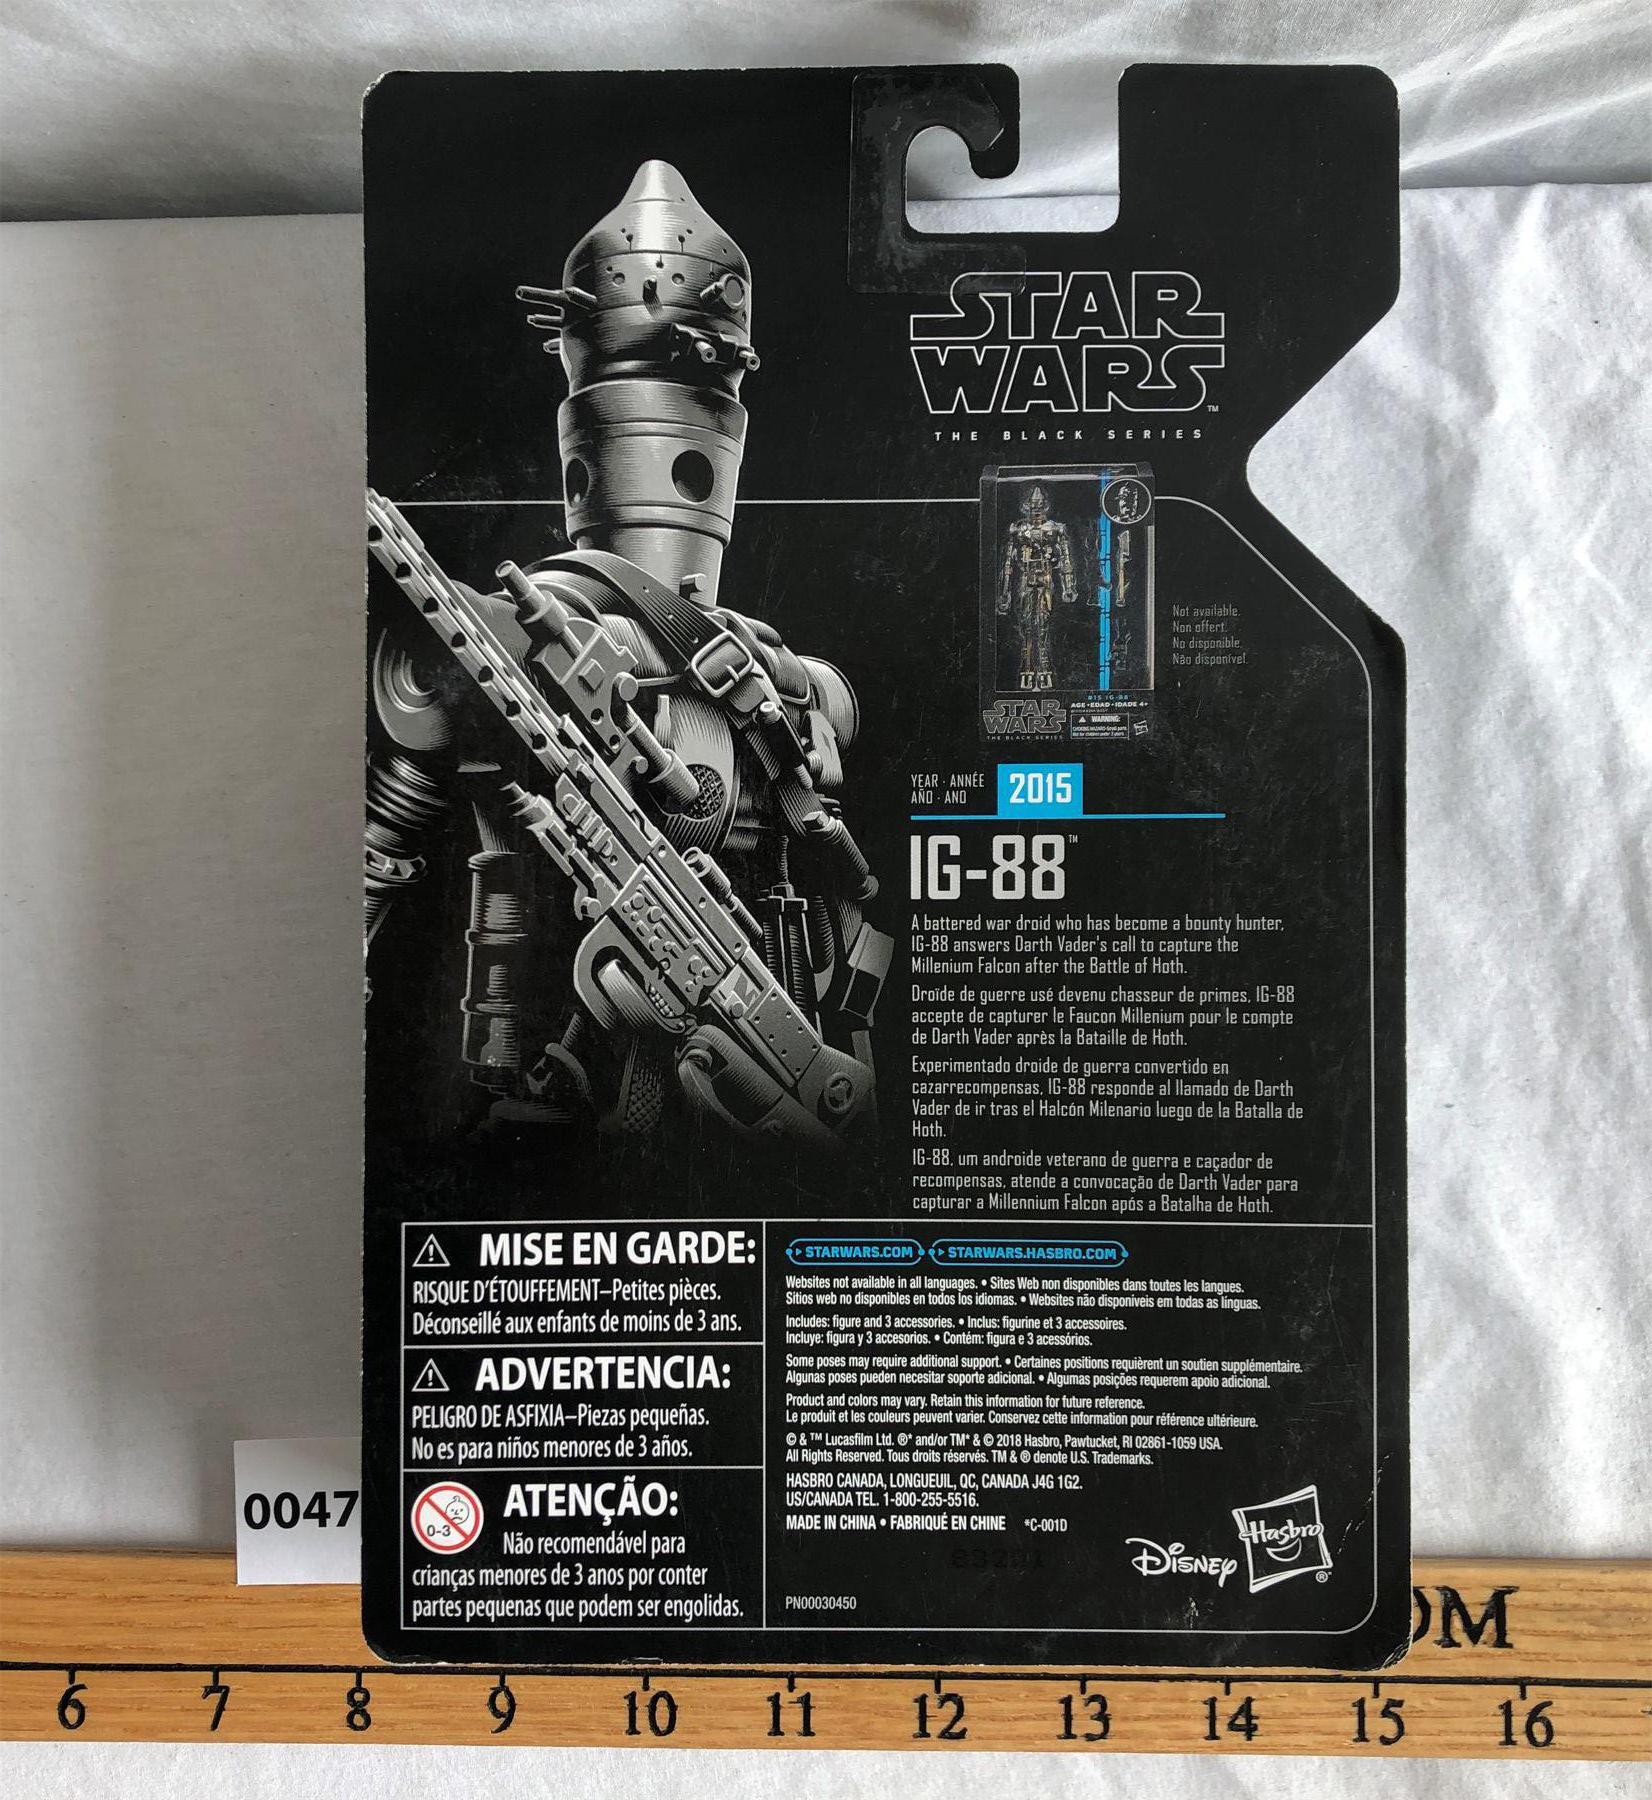 STAR
WARS™
THE BLACK SERIES
Not available.
Non offert.
No disponible.
Não disponível.
#15 IG-88
AGE • EDAD • IDADE 4+
STAR
WARS
THE BLACK SERIES
WARNING:
YEAR · ANNÉE
AÑO · ANO
2015
IG-88™
A battered war droid who has become a bounty hunter,
IG-88 answers Darth Vader's call to capture the
Millenium Falcon after the Battle of Hoth.
Droïde de guerre usé devenu chasseur de primes, IG-88
accepte de capturer le Faucon Millenium pour le compte
de Darth Vader après la Bataille de Hoth.
Experimentado droide de guerra convertido en
cazarrecompensas, IG-88 responde al llamado de Darth
Vader de ir tras el Halcón Milenario luego de la Batalla de
Hoth.
IG-88, um androide veterano de guerra e caçador de
recompensas, atende a convocação de Darth Vader para
capturar a Millennium Falcon após a Batalha de Hoth.
MISE EN GARDE:
RISQUE D'ÉTOUFFEMENT–Petites pièces.
Déconseillé aux enfants de moins de 3 ans.
ADVERTENCIA:
PELIGRO DE ASFIXIA–Piezas pequeñas.
No es para niños menores de 3 años.
0-3
ATENÇÃO:
Não recomendável para
crianças menores de 3 anos por conter
partes pequenas que podem ser engolidas.
STARWARS.COM STARWARS.HASBRO.COM
Websites not available in all languages. • Sites Web non disponibles dans toutes les langues.
Sitios web no disponibles en todos los idiomas. • Websites não disponíveis em todas as línguas.
Includes: figure and 3 accessories. • Inclus: figurine et 3 accessoires.
Incluye: figura y 3 accesorios. • Contém: figura e 3 acessórios.
Some poses may require additional support. • Certaines positions requièrent un soutien supplémentaire.
Algunas poses pueden necesitar soporte adicional. • Algumas posições requerem apoio adicional.
Product and colors may vary. Retain this information for future reference.
Le produit et les couleurs peuvent varier. Conservez cette information pour référence ultérieure.
© & ™ Lucasfilm Ltd. ®* and/or TM* & © 2018 Hasbro, Pawtucket, RI 02861-1059 USA.
All Rights Reserved. Tous droits réservés. TM & ® denote U.S. Trademarks.
HASBRO CANADA, LONGUEUIL, QC, CANADA J4G 1G2.
US/CANADA TEL. 1-800-255-5516.
MADE IN CHINA • FABRIQUÉ EN CHINE *C-001D
PN00030450
Disney
Hasbro®
0047
OM
6 7 8 9 10 11 12 13 14 15 16